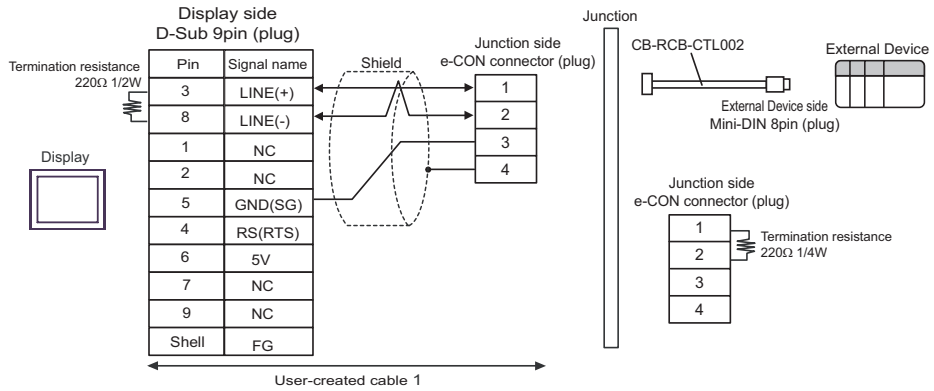 Display side
D-Sub 9pin (plug)
Termination resistance
220Ω 1/2W
Display
Pin Signal name
3 LINE(+)
8 LINE(-)
1 NC
2 NC
5 GND(SG)
4 RS(RTS)
6 5V
7 NC
9 NC
Shell FG
Shield
Junction side
e-CON connector (plug)
1
2
3
4
User-created cable 1
Junction
CB-RCB-CTL002
External Device
External Device side
Mini-DIN 8pin (plug)
Junction side
e-CON connector (plug)
1
2
3
4
Termination resistance
220Ω 1/4W